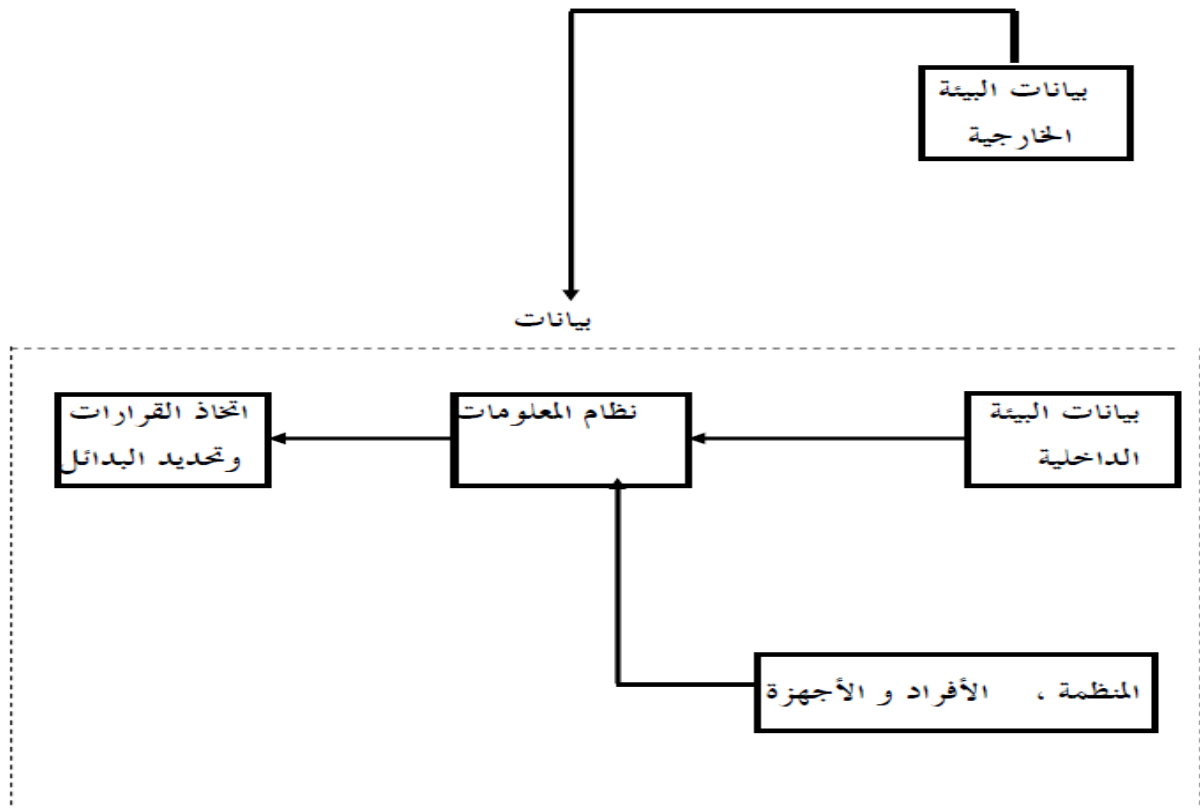 بيانات البيئة
الخارجية
بيانات
بيانات البيئة
الداخلية
نظام المعلومات
اتخاذ القرارات
وتحديد البدائل
المنظمة ، الأفراد و الأجهزة